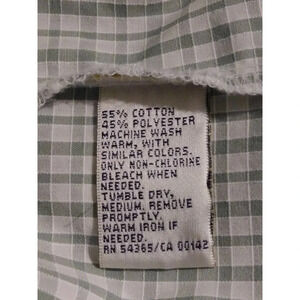 55% COTTON
45% POLYESTER
MACHINE WASH
WARM, WITH
SIMILAR COLORS.
ONLY NON-CHLORINE
BLEACH WHEN
NEEDED.
TUMBLE DRY,
MEDIUM. REMOVE
PROMPTLY.
WARM IRON IF
NEEDED.
RN 54365/CA 00142